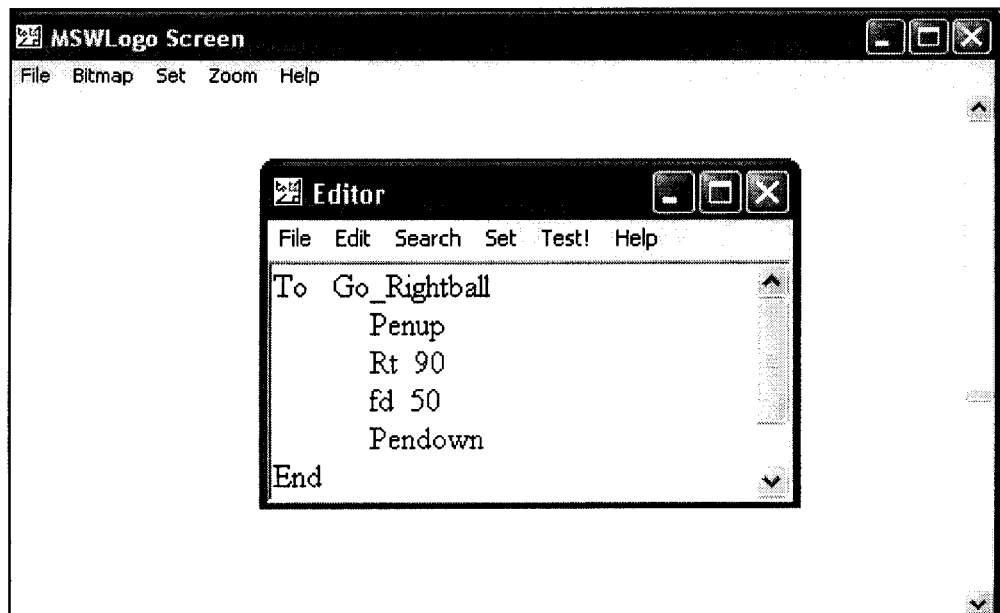 MSWLogo Screen
File Bitmap Set Zoom Help
Editor
File Edit Search Set Test! Help
To Go_Rightball
Penup
Rt 90
fd 50
Pendown
End